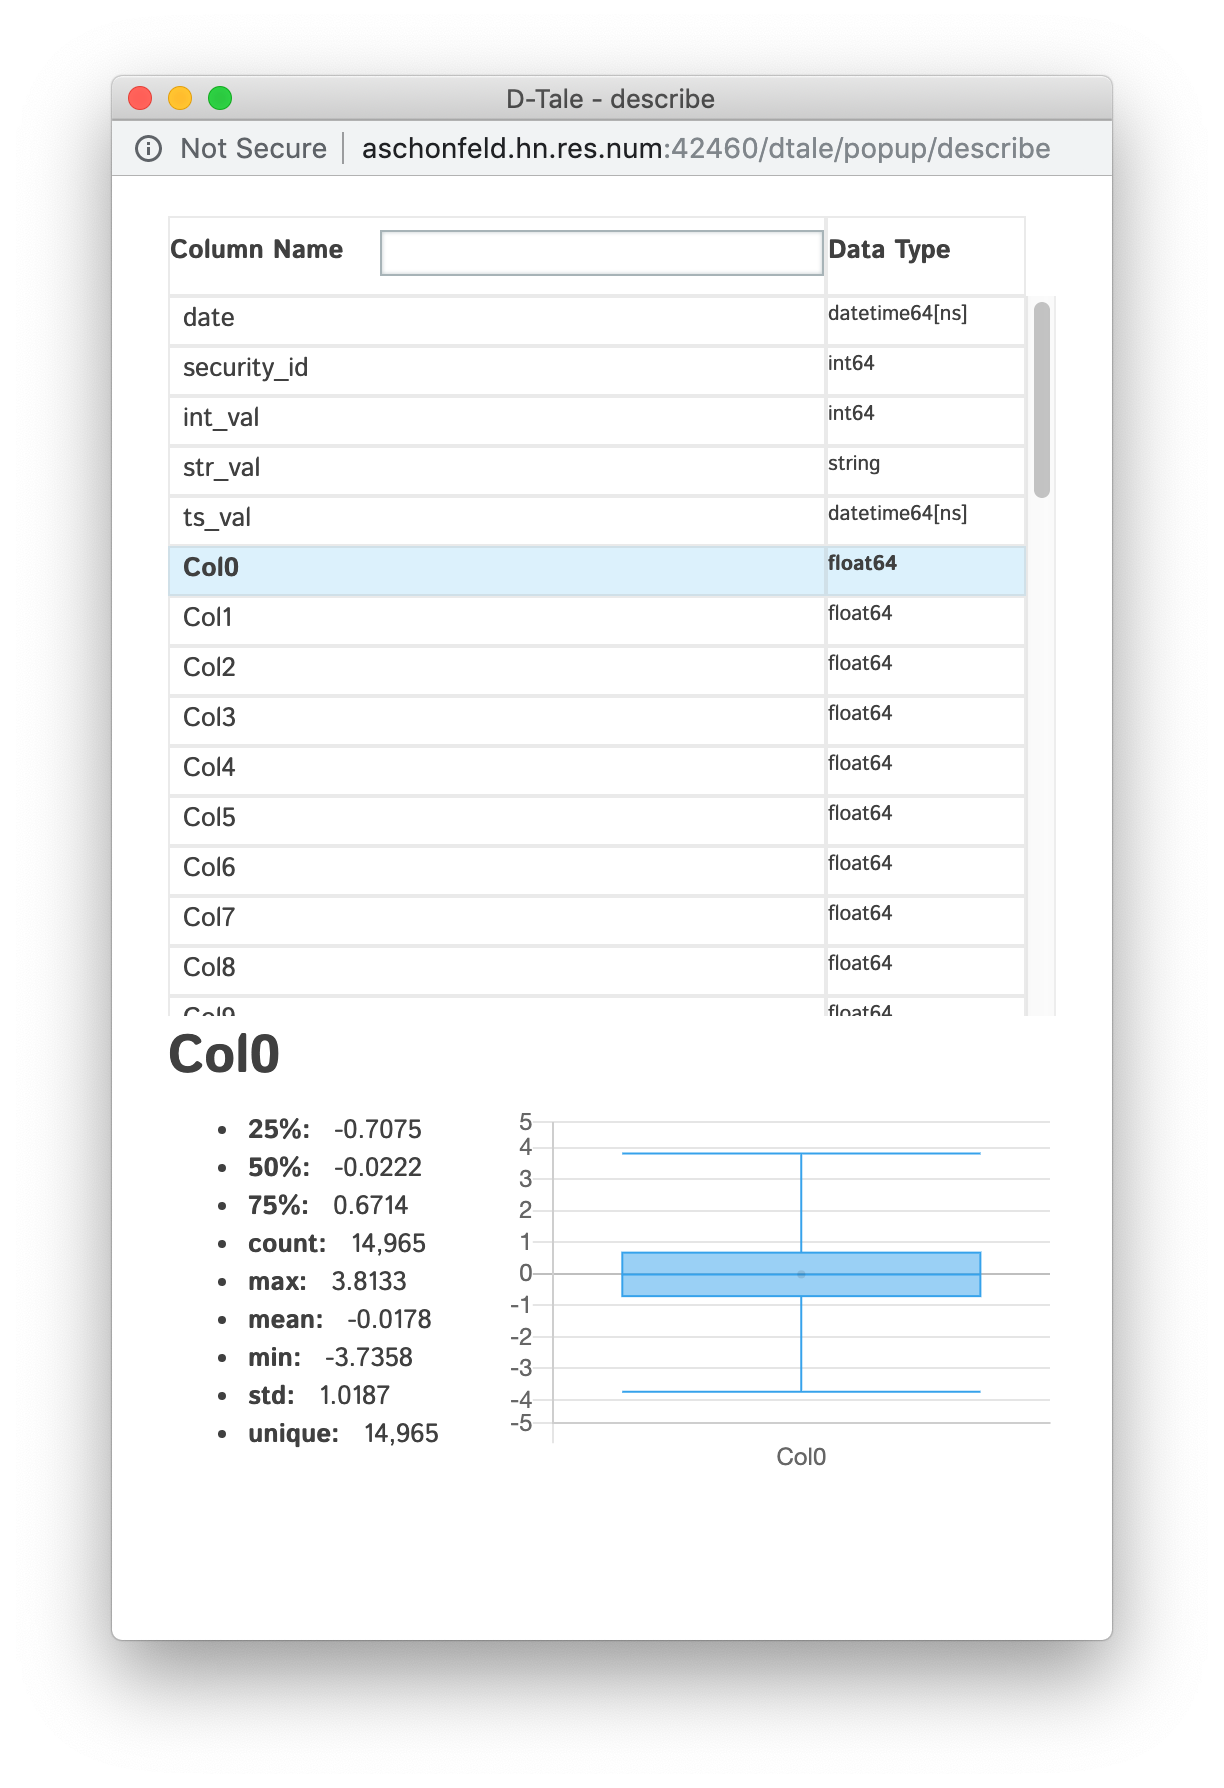 D-Tale - describe
Not Secure | aschonfeld.hn.res.num:42460/dtale/popup/describe
Column Name Data Type
date datetime64[ns]
security_id int64
int_val int64
str_val string
ts_val datetime64[ns]
Col0 float64
Col1 float64
Col2 float64
Col3 float64
Col4 float64
Col5 float64
Col6 float64
Col7 float64
Col8 float64
Col9 float64
Col0
25%: -0.7075
50%: -0.0222
75%: 0.6714
count: 14,965
max: 3.8133
mean: -0.0178
min: -3.7358
std: 1.0187
unique: 14,965
5
4
3
2
1
0
-1
-2
-3
-4
-5
Col0